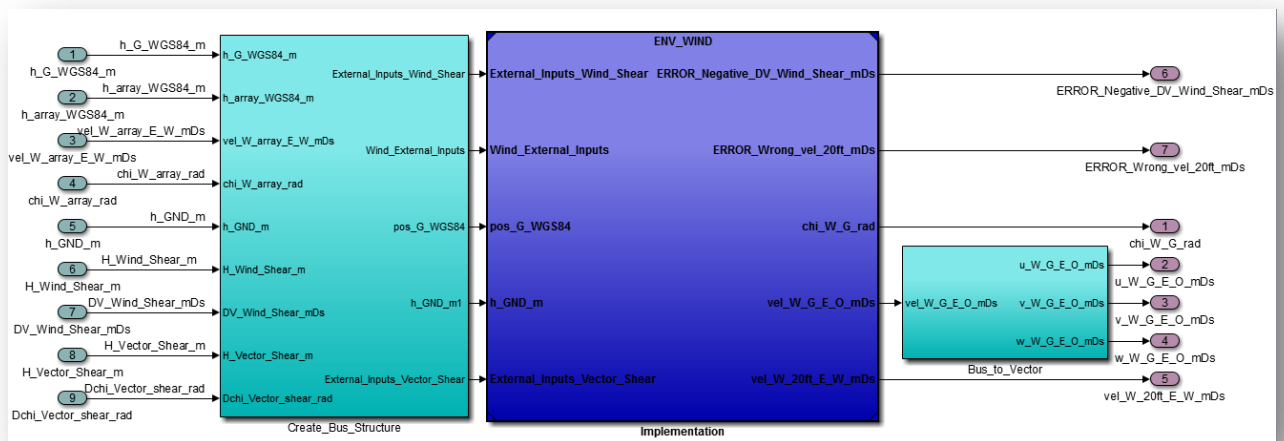 h_G_WGS84_m
1
h_G_WGS84_m
h_array_WGS84_m
2
h_array_WGS84_m
vel_W_array_E_W_mDs
3
vel_W_array_E_W_mDs
chi_W_array_rad
4
chi_W_array_rad
h_GND_m
5
h_GND_m
H_Wind_Shear_m
6
H_Wind_Shear_m
DV_Wind_Shear_mDs
7
DV_Wind_Shear_mDs
H_Vector_Shear_m
8
H_Vector_Shear_m
Dchi_Vector_shear_rad
9
Dchi_Vector_shear_rad
h_G_WGS84_m
h_array_WGS84_m
vel_W_array_E_W_mDs
chi_W_array_rad
h_GND_m
H_Wind_Shear_m
DV_Wind_Shear_mDs
H_Vector_Shear_m
Dchi_Vector_shear_rad
External_Inputs_Wind_Shear
Wind_External_Inputs
pos_G_WGS84
h_GND_m1
External_Inputs_Vector_Shear
Create_Bus_Structure
ENV_WIND
External_Inputs_Wind_Shear
Wind_External_Inputs
pos_G_WGS84
h_GND_m
External_Inputs_Vector_Shear
ERROR_Negative_DV_Wind_Shear_mDs
ERROR_Wrong_vel_20ft_mDs
chi_W_G_rad
vel_W_G_E_O_mDs
vel_W_20ft_E_W_mDs
Implementation
vel_W_G_E_O_mDs
u_W_G_E_O_mDs
v_W_G_E_O_mDs
w_W_G_E_O_mDs
Bus_to_Vector
6
ERROR_Negative_DV_Wind_Shear_mDs
7
ERROR_Wrong_vel_20ft_mDs
1
chi_W_G_rad
2
u_W_G_E_O_mDs
3
v_W_G_E_O_mDs
4
w_W_G_E_O_mDs
5
vel_W_20ft_E_W_mDs